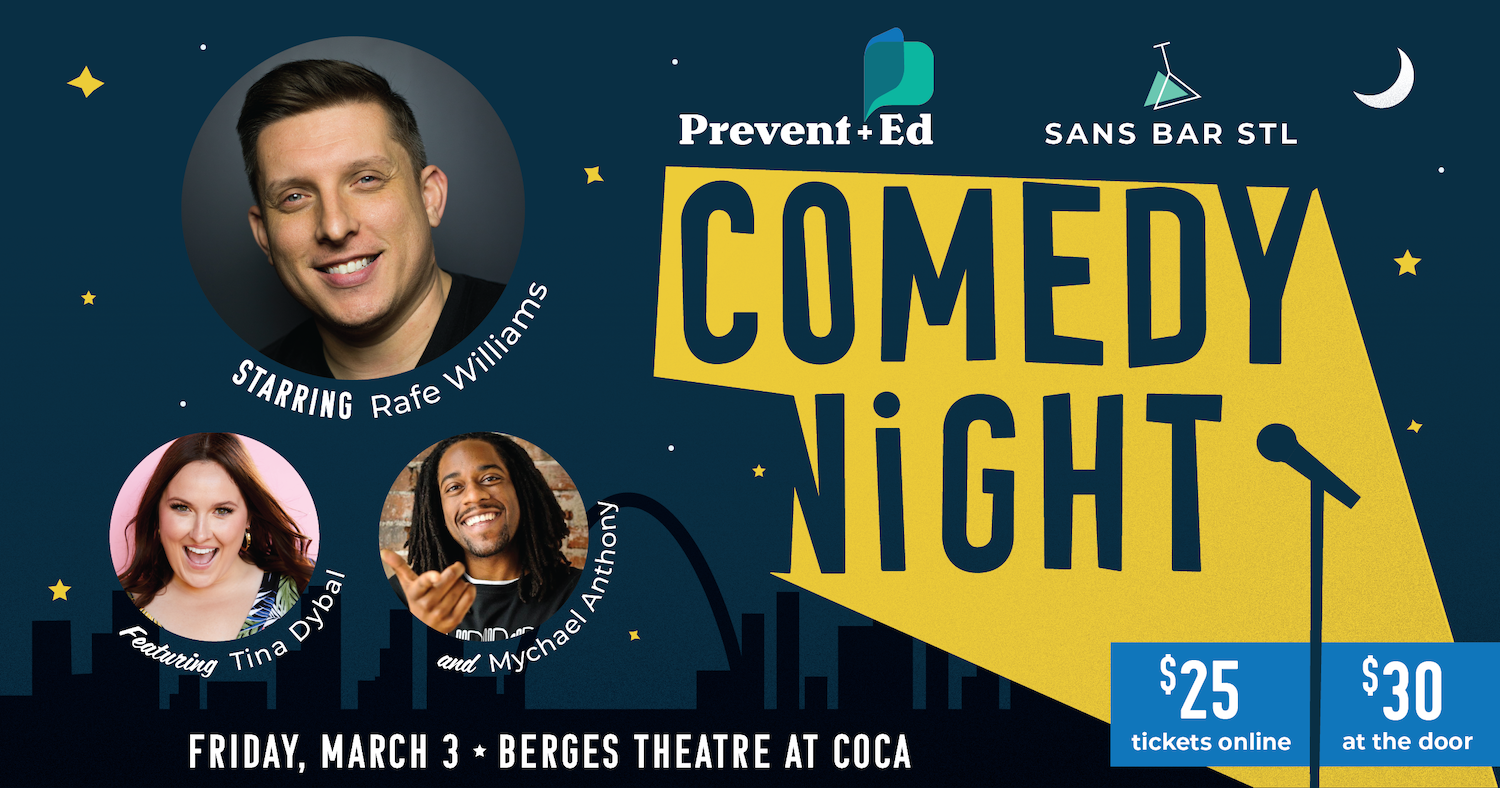 Prevent+Ed
SANS BAR STL
COMEDY
NiGHT
STARRING Rafe Williams
Featuring Tina Dybal
and Mychael Anthony
FRIDAY, MARCH 3 ★ BERGES THEATRE AT COCA
$25
tickets online
$30
at the door